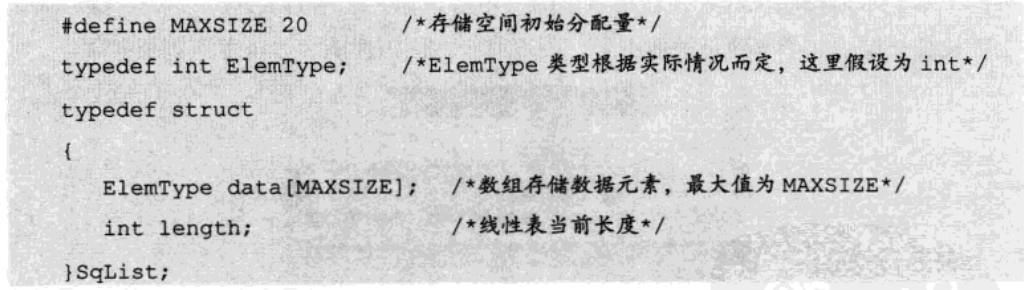 #define MAXSIZE 20 /*存储空间初始分配量*/
typedef int ElemType; /*ElemType 类型根据实际情况而定，这里假设为 int*/
typedef struct
{
ElemType data[MAXSIZE]; /*数组存储数据元素，最大值为 MAXSIZE*/
int length; /*线性表当前长度*/
}SqList;